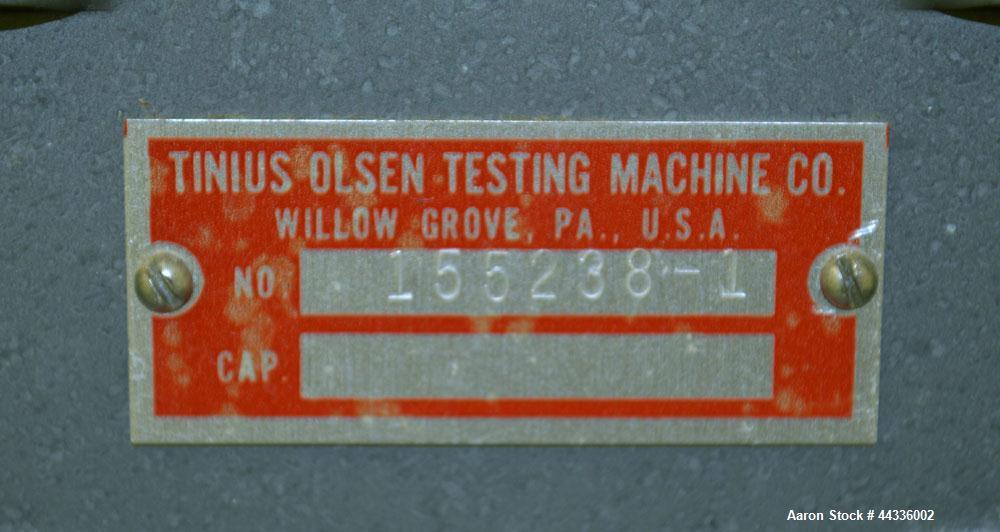 TINIUS OLSEN TESTING MACHINE CO.
WILLOW GROVE, PA., U.S.A.
NO. 155238-1
CAP.
Aaron Stock # 44336002